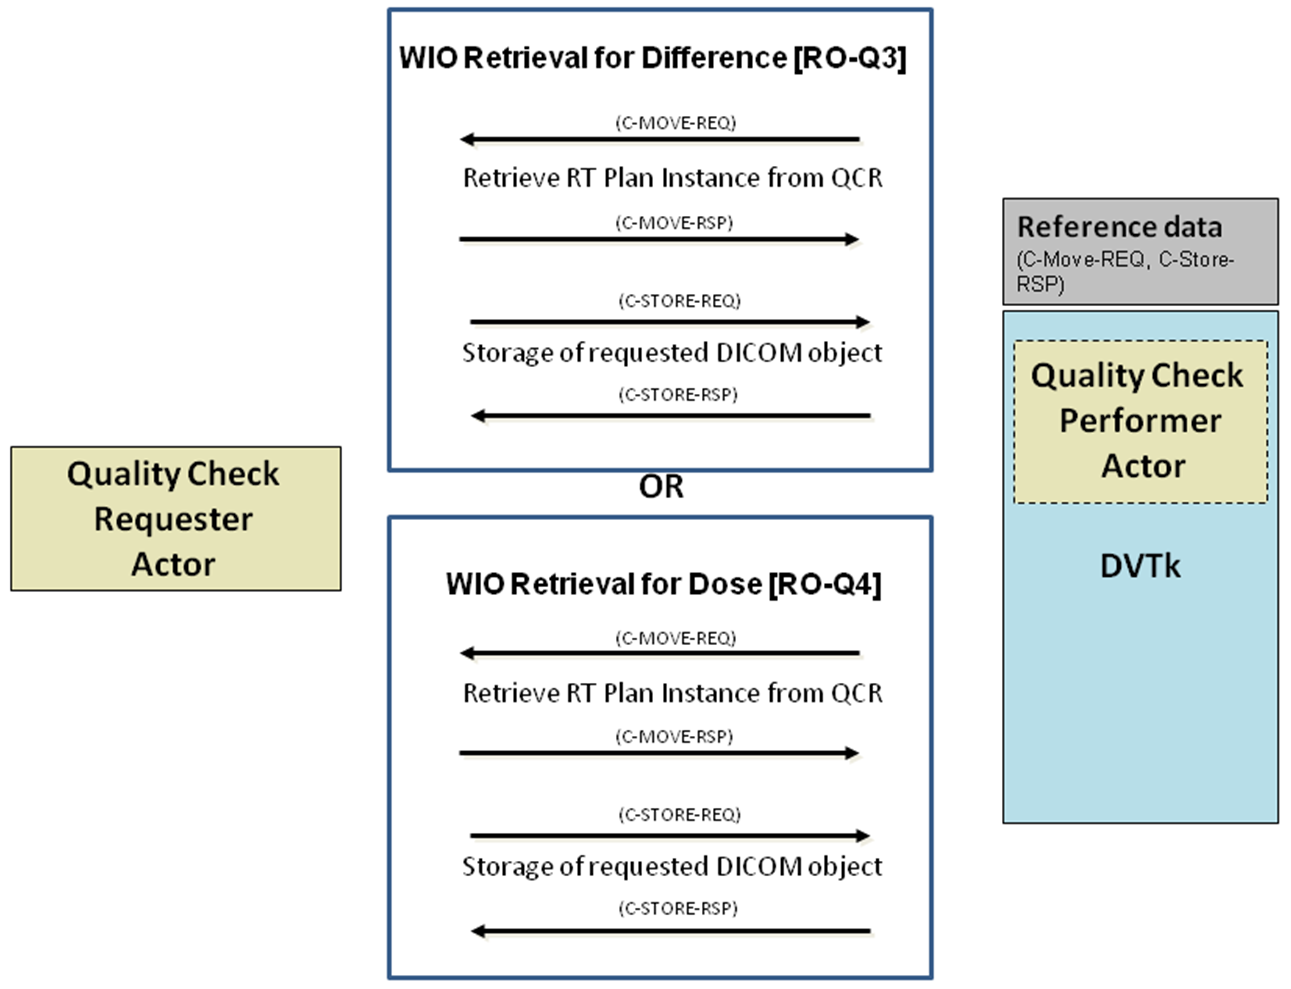 WIO Retrieval for Difference [RO-Q3]
(C-MOVE-REQ)
Retrieve RT Plan Instance from QCR
(C-MOVE-RSP)
(C-STORE-REQ)
Storage of requested DICOM object
(C-STORE-RSP)
OR
WIO Retrieval for Dose [RO-Q4]
(C-MOVE-REQ)
Retrieve RT Plan Instance from QCR
(C-MOVE-RSP)
(C-STORE-REQ)
Storage of requested DICOM object
(C-STORE-RSP)
Quality Check
Requester
Actor
Reference data
(C-Move-REQ, C-Store-
RSP)
Quality Check
Performer
Actor
DVTk